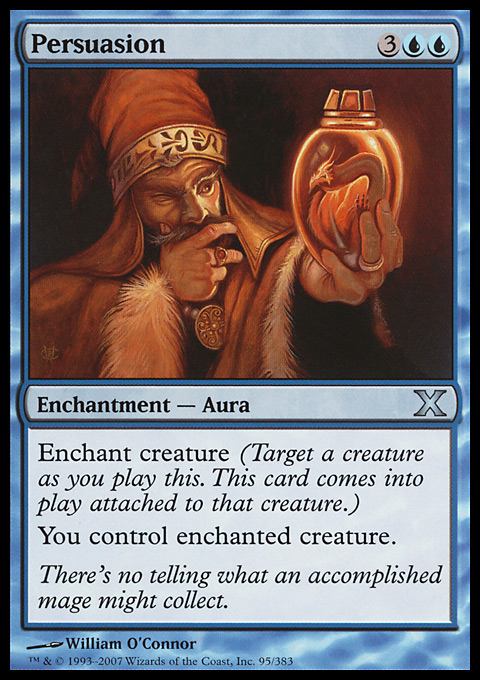 Persuasion 3
Enchantment — Aura X
Enchant creature (Target a creature
as you play this. This card comes into
play attached to that creature.)
You control enchanted creature.
There's no telling what an accomplished
mage might collect.
William O'Connor
™ & © 1993–2007 Wizards of the Coast, Inc. 95/383